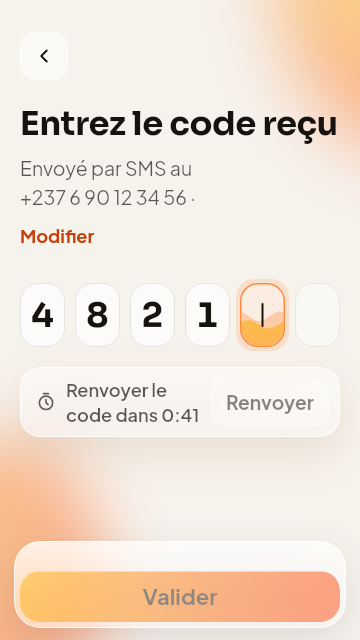 Entrez le code reçu
Envoyé par SMS au
+237 6 90 12 34 56 ·
Modifier
4 8 2 1
Renvoyer le
code dans 0:41
Renvoyer
Valider